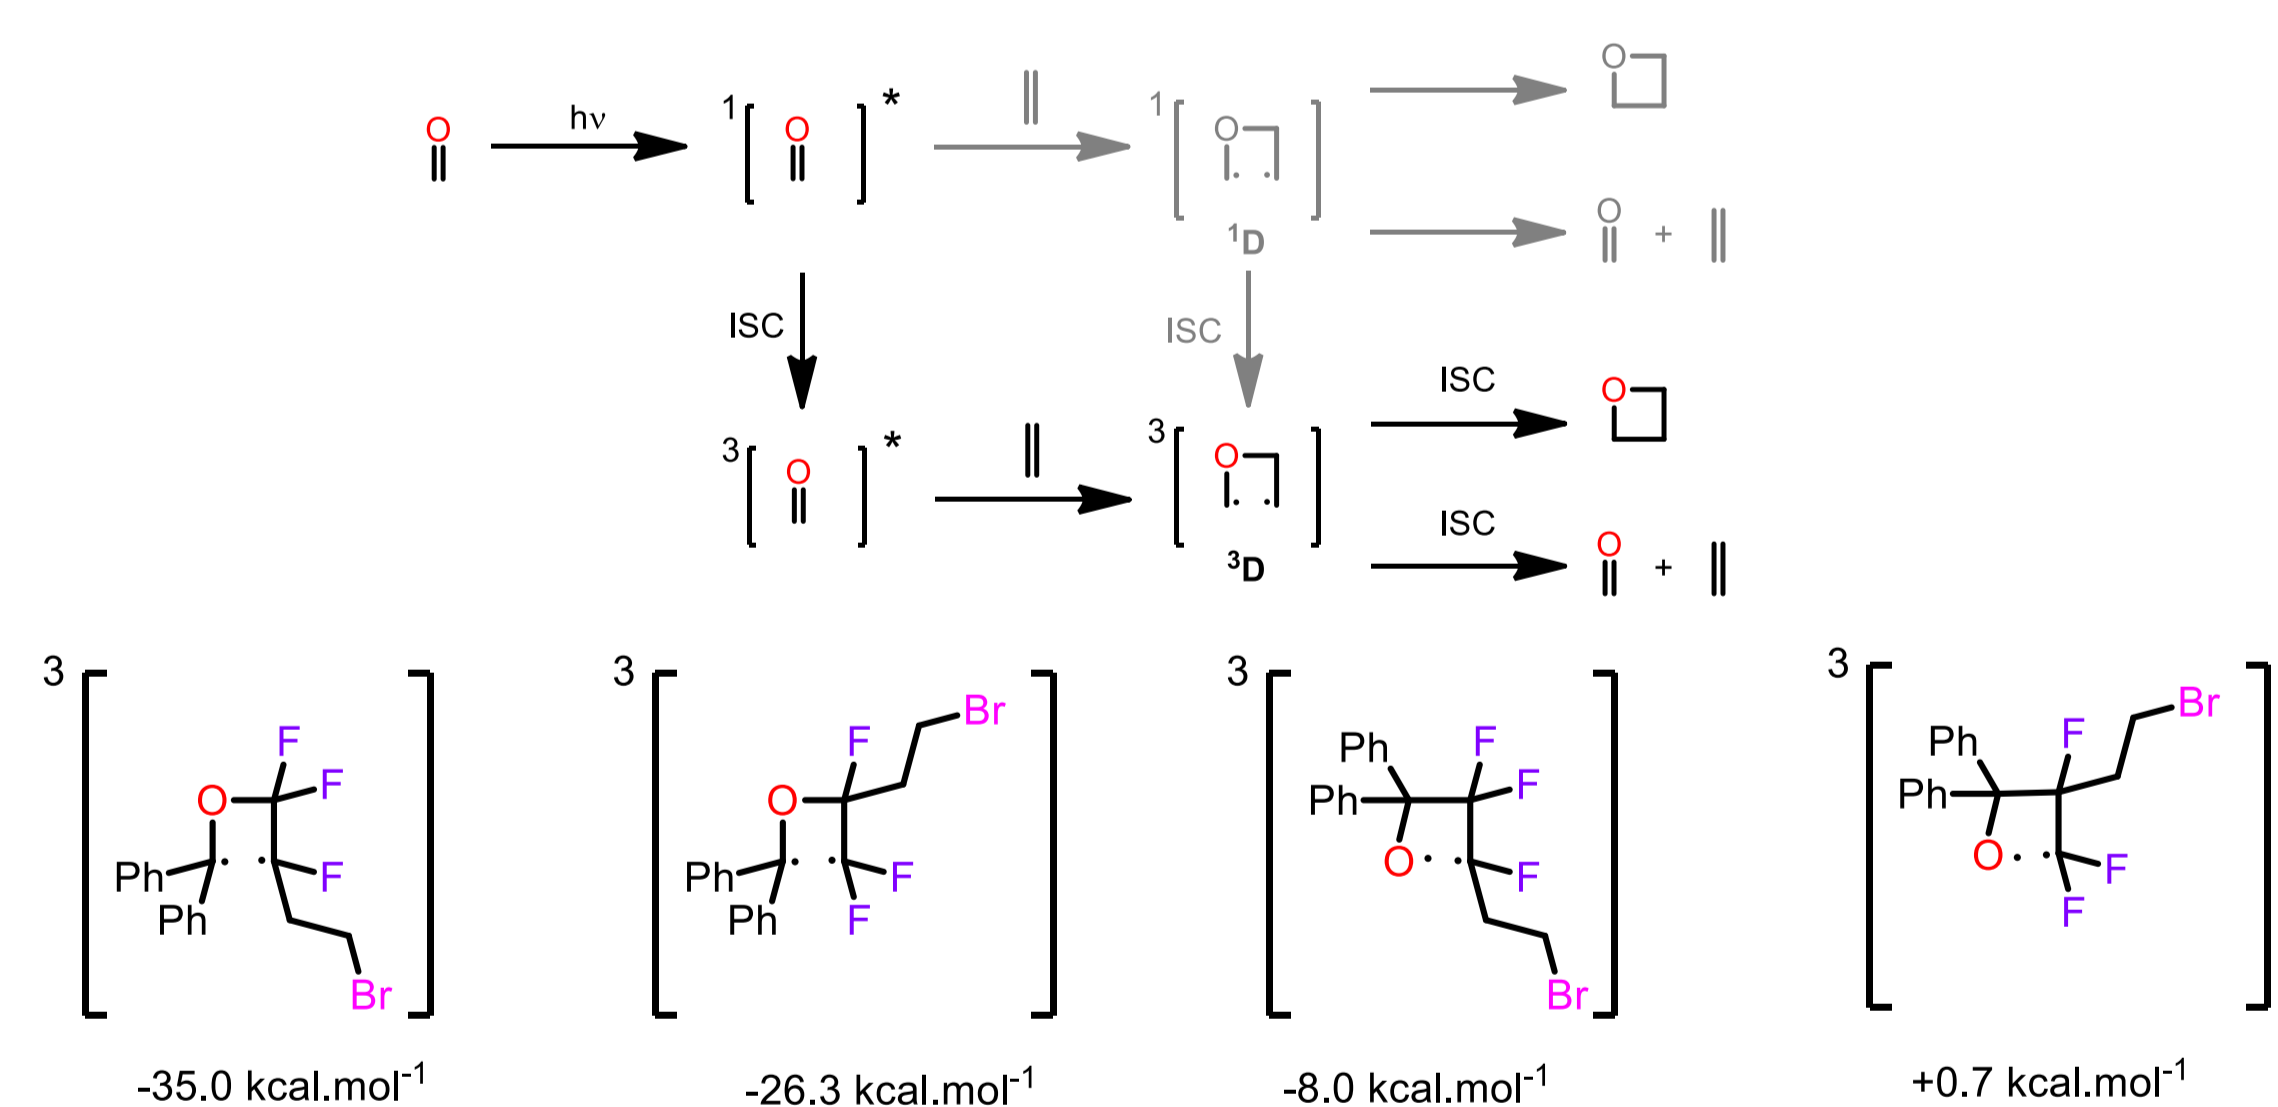 O
hν
1 [ O ] *
1 [ O . . ]
1D
O
O + 
ISC
ISC
3 [ O ] *
3 [ O . . ]
3D
ISC
O
ISC
O +
3 [ F F O Ph . . F Ph Br ]
-35.0 kcal.mol-1
3 [ Br F O Ph . . F Ph F ]
-26.3 kcal.mol-1
3 [ Ph F F Ph O . . F Br ]
-8.0 kcal.mol-1
3 [ Br Ph F Ph O . . F F ]
+0.7 kcal.mol-1